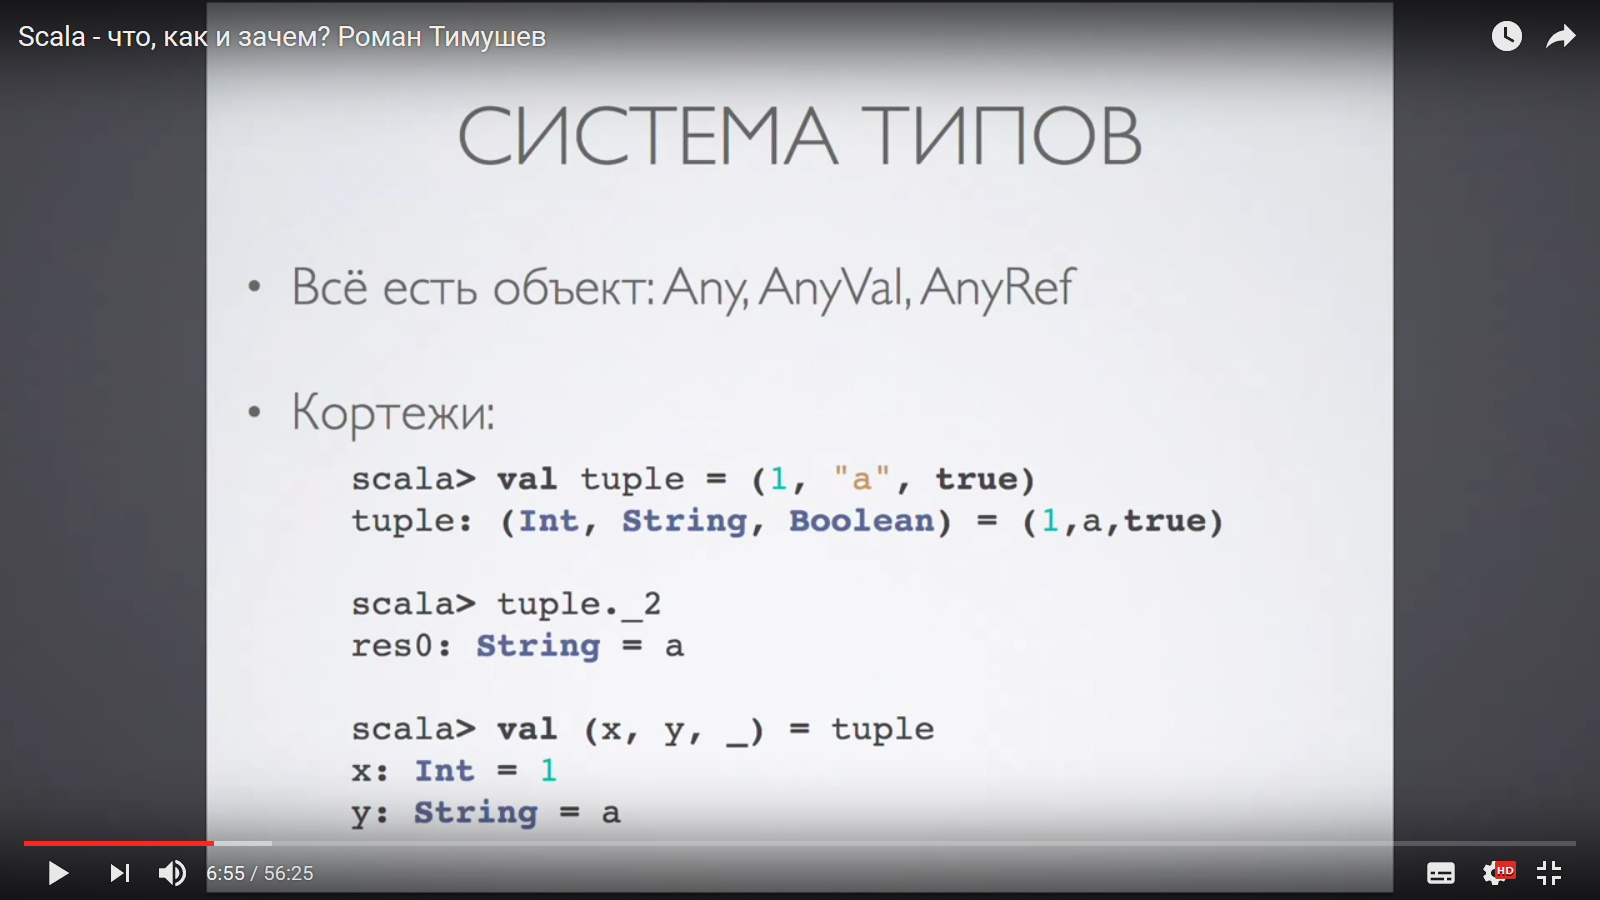 Scala - что, как и зачем? Роман Тимушев
СИСТЕМА ТИПОВ
• Всё есть объект: Any, AnyVal, AnyRef
• Кортежи:
scala> val tuple = (1, "a", true)
tuple: (Int, String, Boolean) = (1,a,true)
scala> tuple._2
res0: String = a
scala> val (x, y, _) = tuple
x: Int = 1
y: String = a
6:55 / 56:25
HD